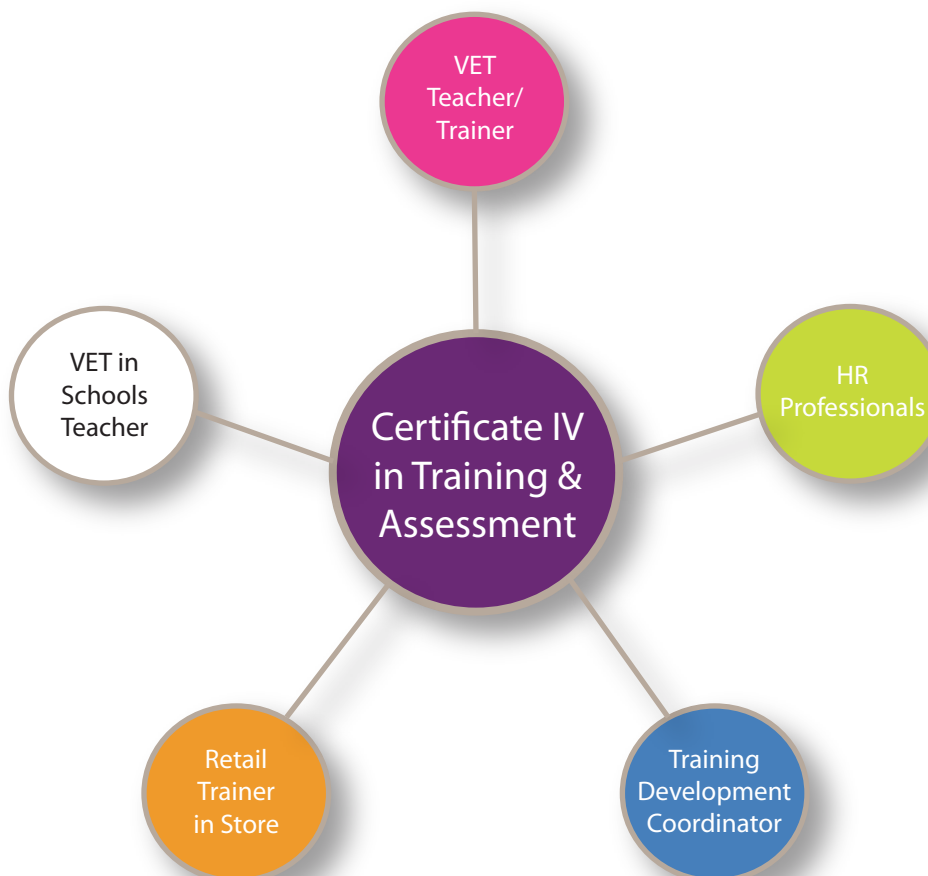 VET
Teacher/
Trainer
VET in
Schools
Teacher
HR
Professionals
Certificate IV
in Training &
Assessment
Retail
Trainer
in Store
Training
Development
Coordinator